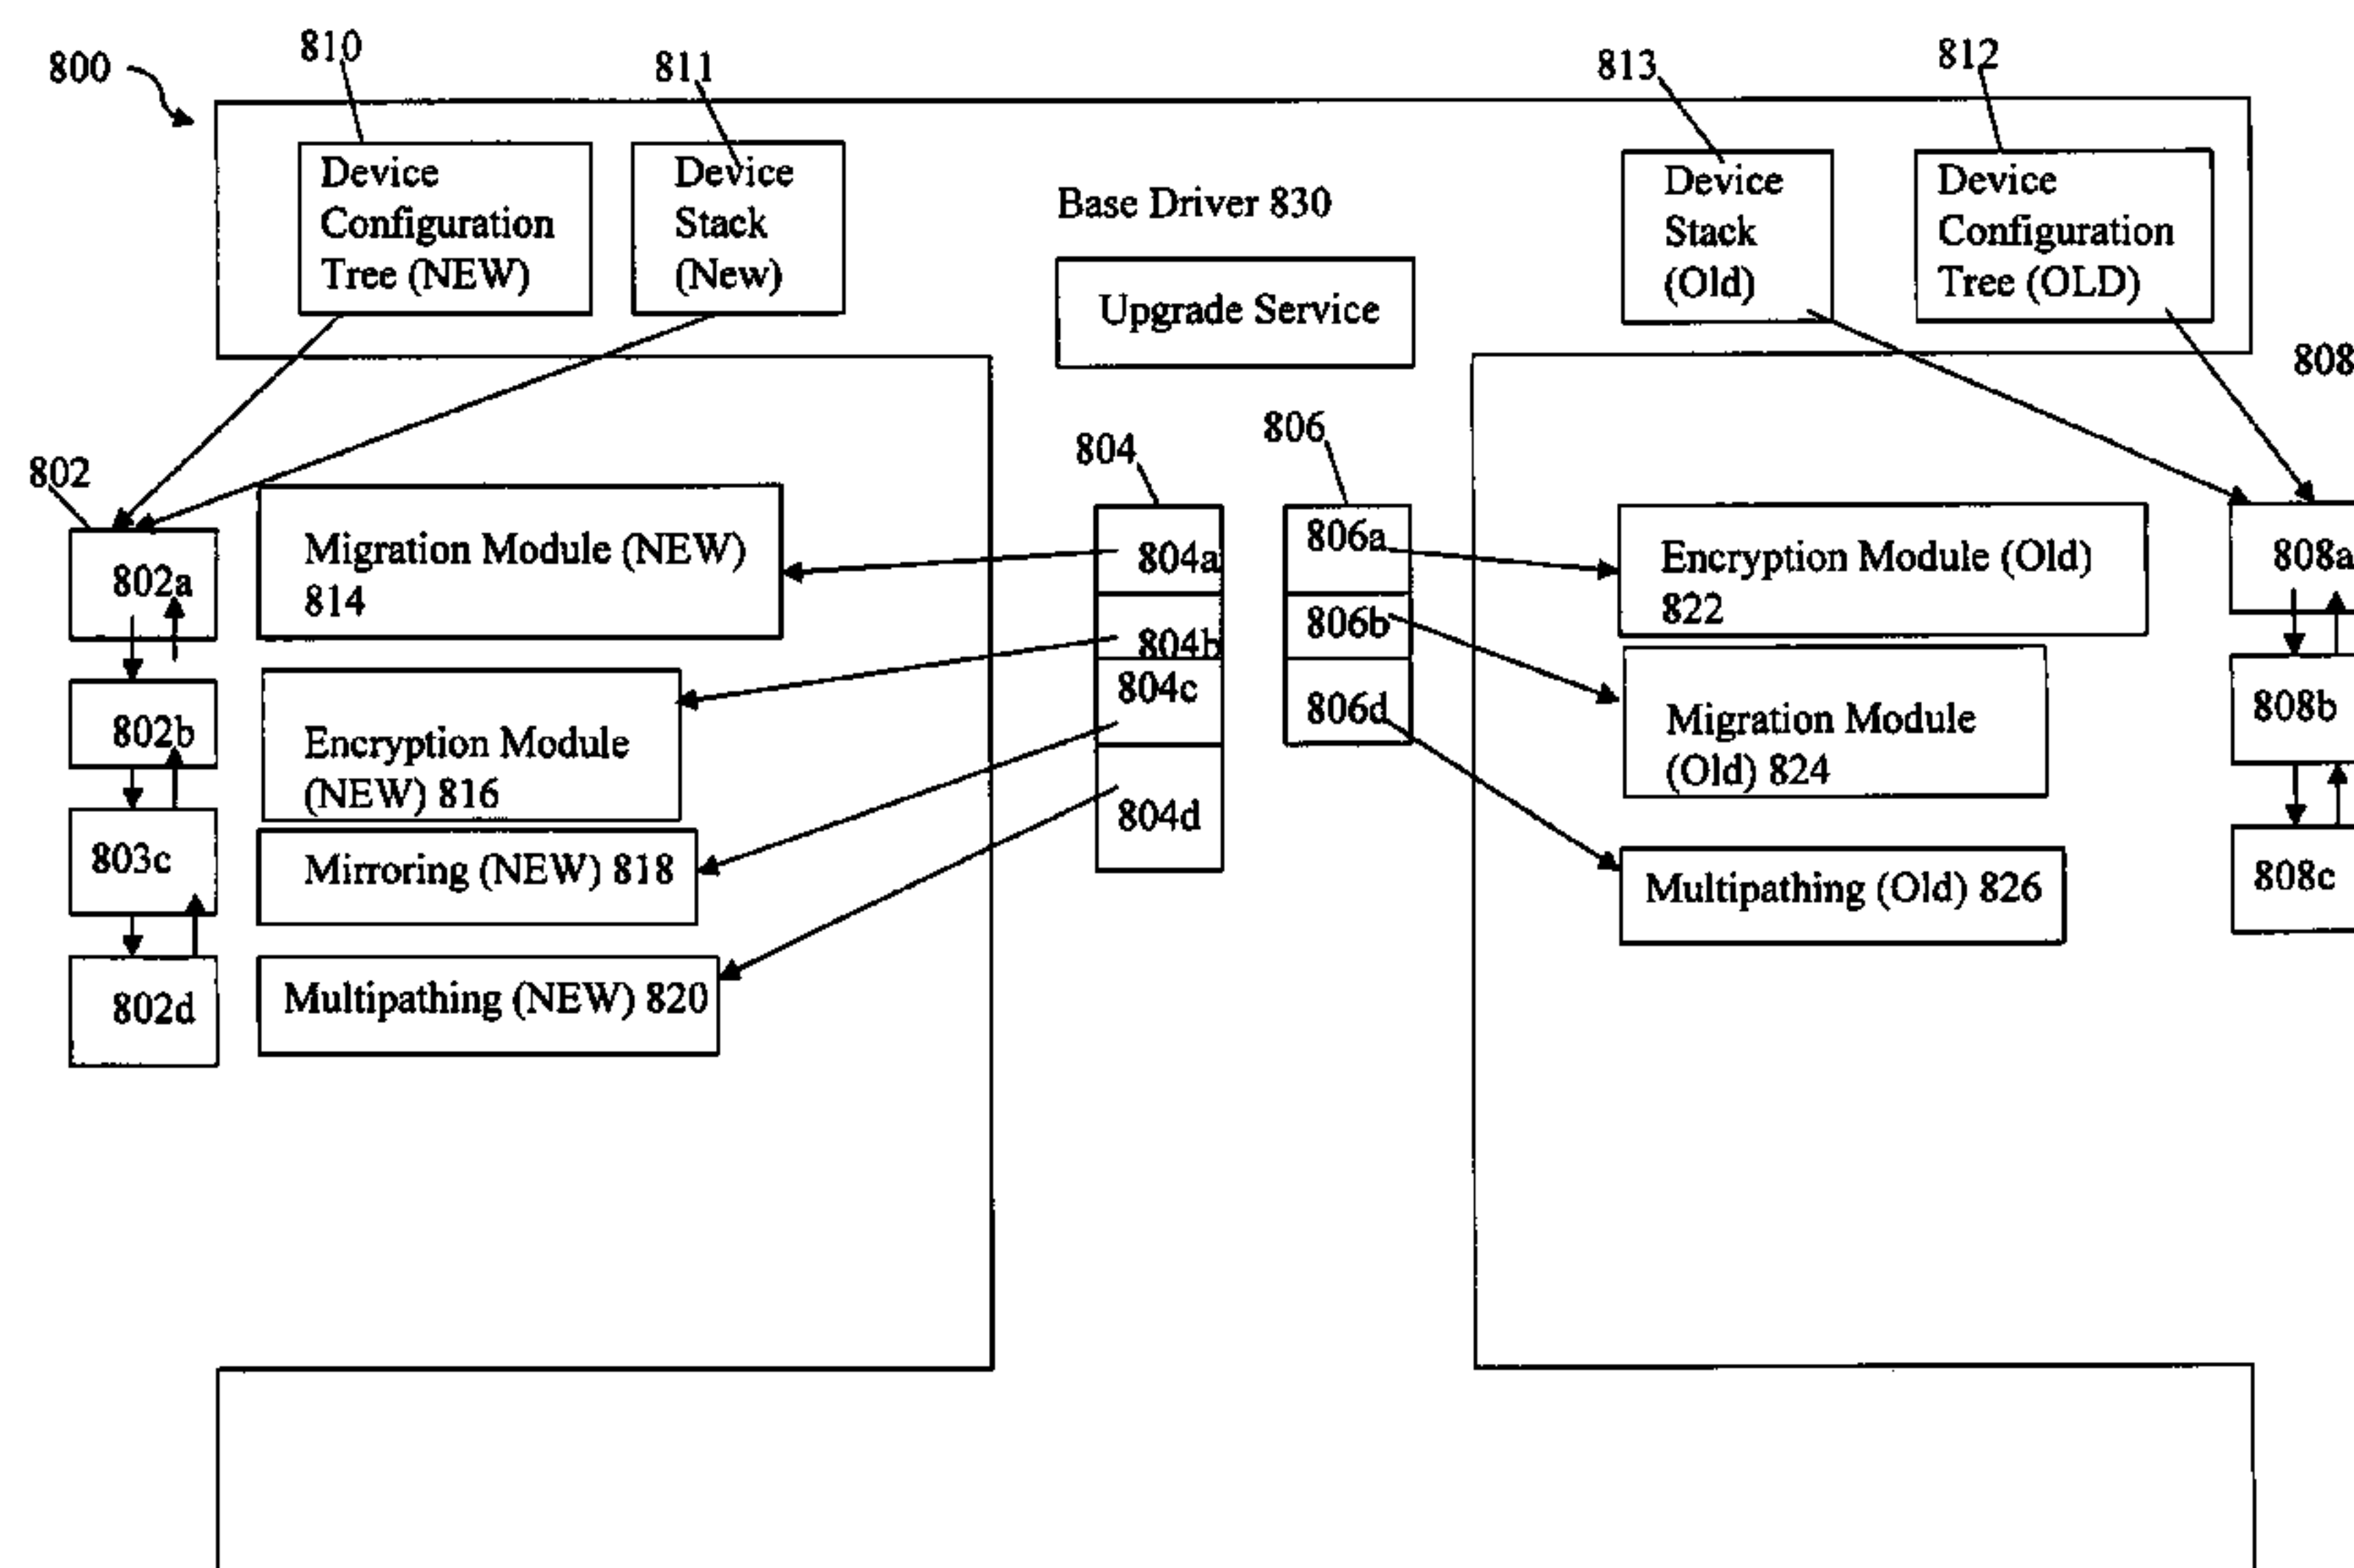 800
810
811
813
812
Device
Configuration
Tree (NEW)
Device
Stack
(New)
Base Driver 830
Upgrade Service
Device
Stack
(Old)
Device
Configuration
Tree (OLD)
808
802
804
806
802a
802b
803c
802d
Migration Module (NEW)
814
Encryption Module
(NEW) 816
Mirroring (NEW) 818
Multipathing (NEW) 820
804a
804b
804c
804d
806a
806b
806d
Encryption Module (Old)
822
Migration Module
(Old) 824
Multipathing (Old) 826
808a
808b
808c